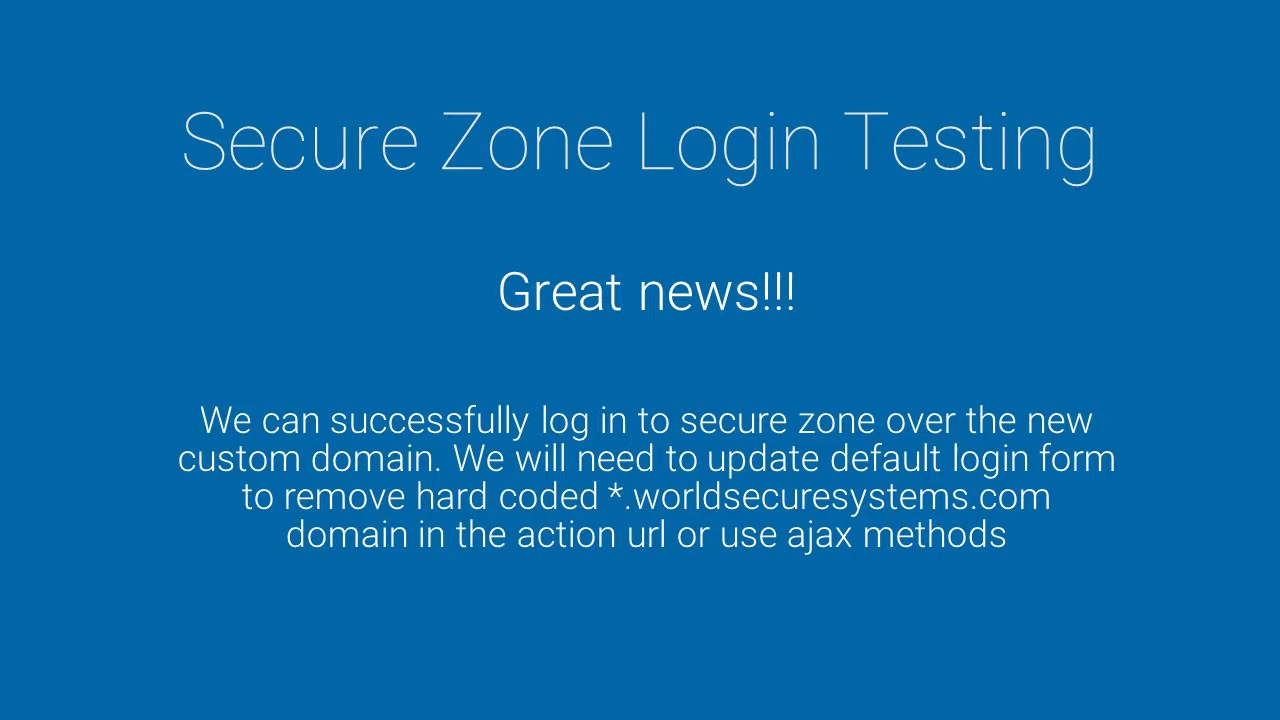 Secure Zone Login Testing
Great news!!!
We can successfully log in to secure zone over the new
custom domain. We will need to update default login form
to remove hard coded *.worldsecuresystems.com
domain in the action url or use ajax methods